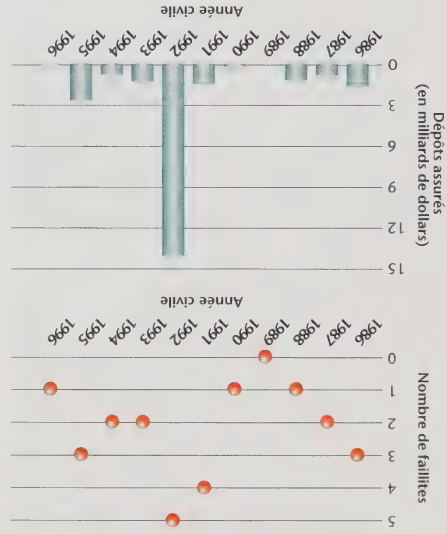 Nombre de faillites
5
4
3
2
1
0
1986 1987 1988 1989 1990 1991 1992 1993 1994 1995 1996
Année civile
Dépôts assurés
(en milliards de dollars)
15
12
9
6
3
0
1986 1987 1988 1989 1990 1991 1992 1993 1994 1995 1996
Année civile